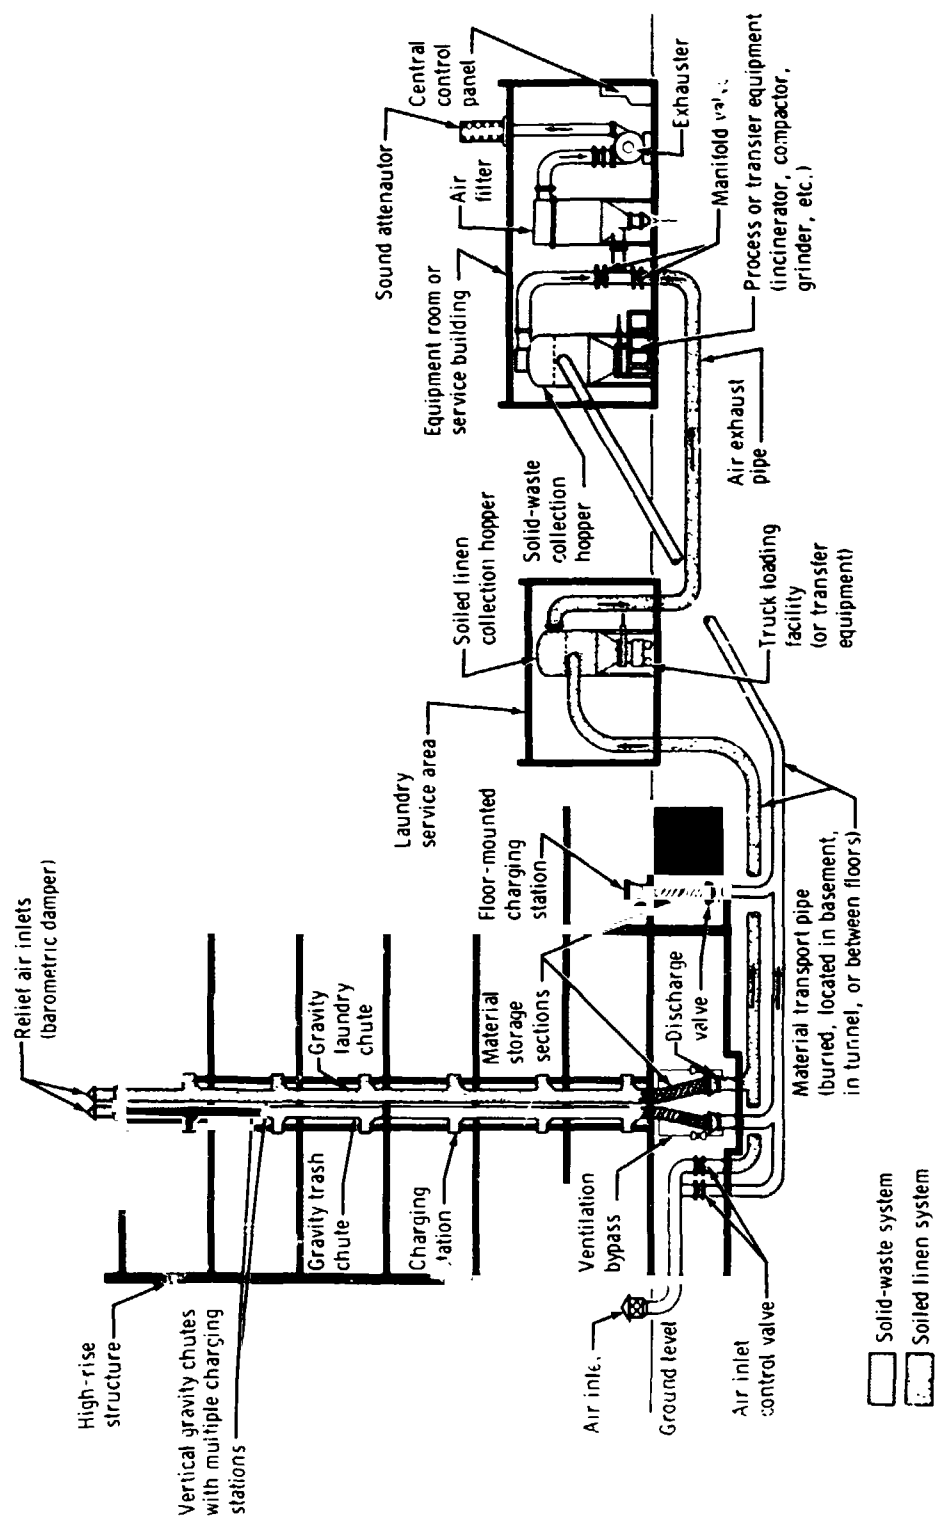 Relief air inlets
(barometric damper)
High-rise
structure
Vertical gravity chutes
with multiple charging
stations
Gravity trash
chute
Gravity
laundry
chute
Charging
Material
storage
sections
Floor-mounted
charging
station
Ventilation
bypass
Discharge
valve
Air
Ground level
Air inlet
valve
Material transport pipe
(buried, located in basement,
in tunnel, or between floors)
Laundry
service area
Soiled linen
collection hopper
Solid-waste
collection
hopper
Truck loading
facility
(or transfer
equipment)
Equipment room or
service building
Sound attenautor
Air
filter
Central
control
panel
Air exhaust
pipe
Exhauster
Manifold
Process or transfer equipment
(incinerator, compactor,
grinder, etc.)
Solid-waste system
Soiled linen system